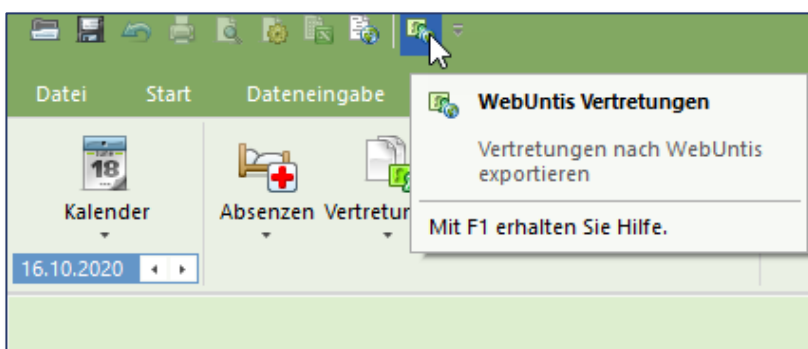 Datei Start Dateneingabe
WebUntis Vertretungen
Vertretungen nach WebUntis
exportieren
Mit F1 erhalten Sie Hilfe.
18
Kalender Absenzen
16.10.2020